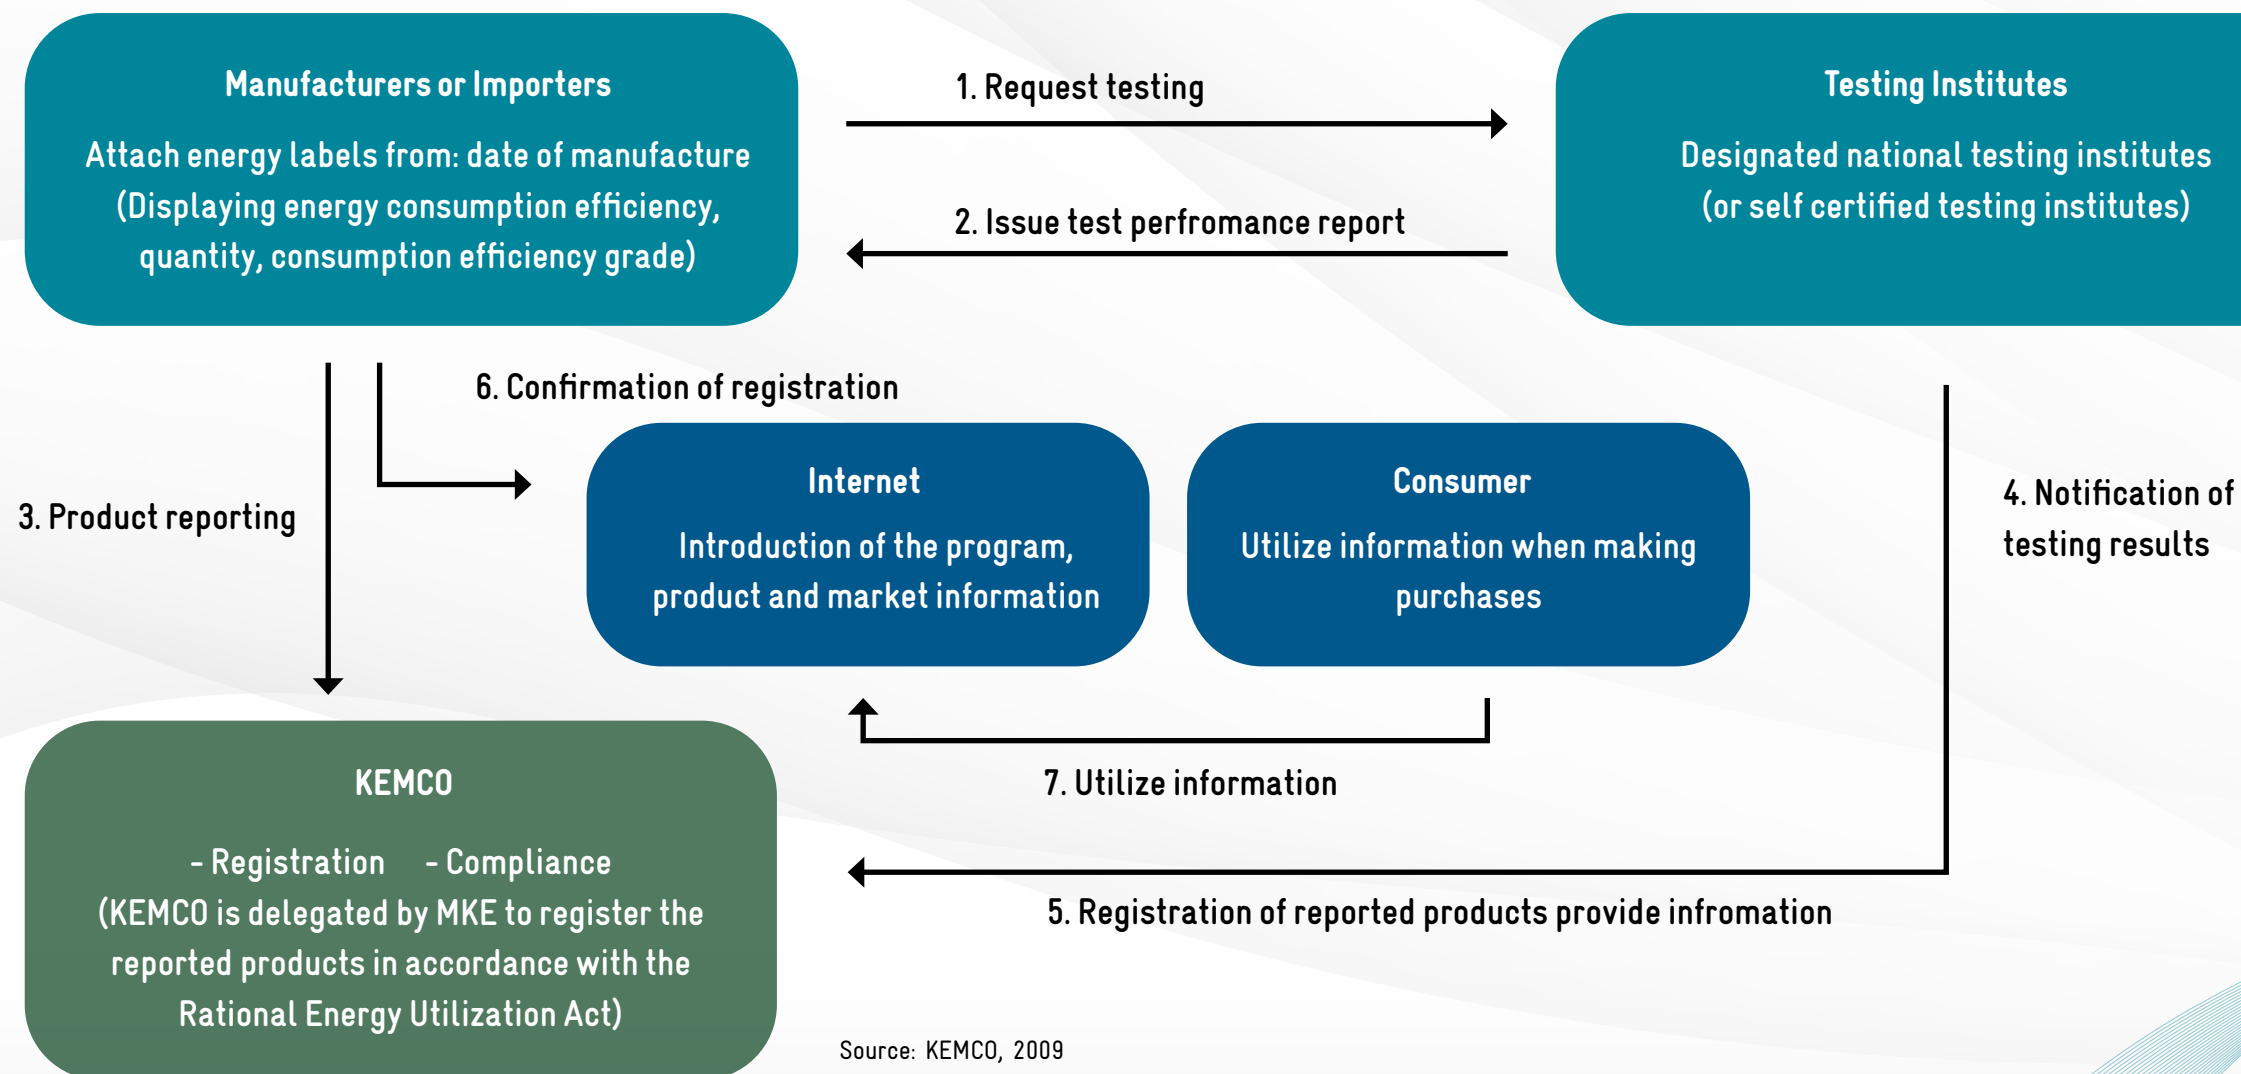 Manufacturers or Importers
Attach energy labels from: date of manufacture
(Displaying energy consumption efficiency,
quantity, consumption efficiency grade)
1. Request testing
2. Issue test perfromance report
Testing Institutes
Designated national testing institutes
(or self certified testing institutes)
6. Confirmation of registration
3. Product reporting
Internet
Introduction of the program,
product and market information
Consumer
Utilize information when making
purchases
4. Notification of
testing results
7. Utilize information
5. Registration of reported products provide infromation
KEMCO
- Registration - Compliance
(KEMCO is delegated by MKE to register the
reported products in accordance with the
Rational Energy Utilization Act)
Source: KEMCO, 2009